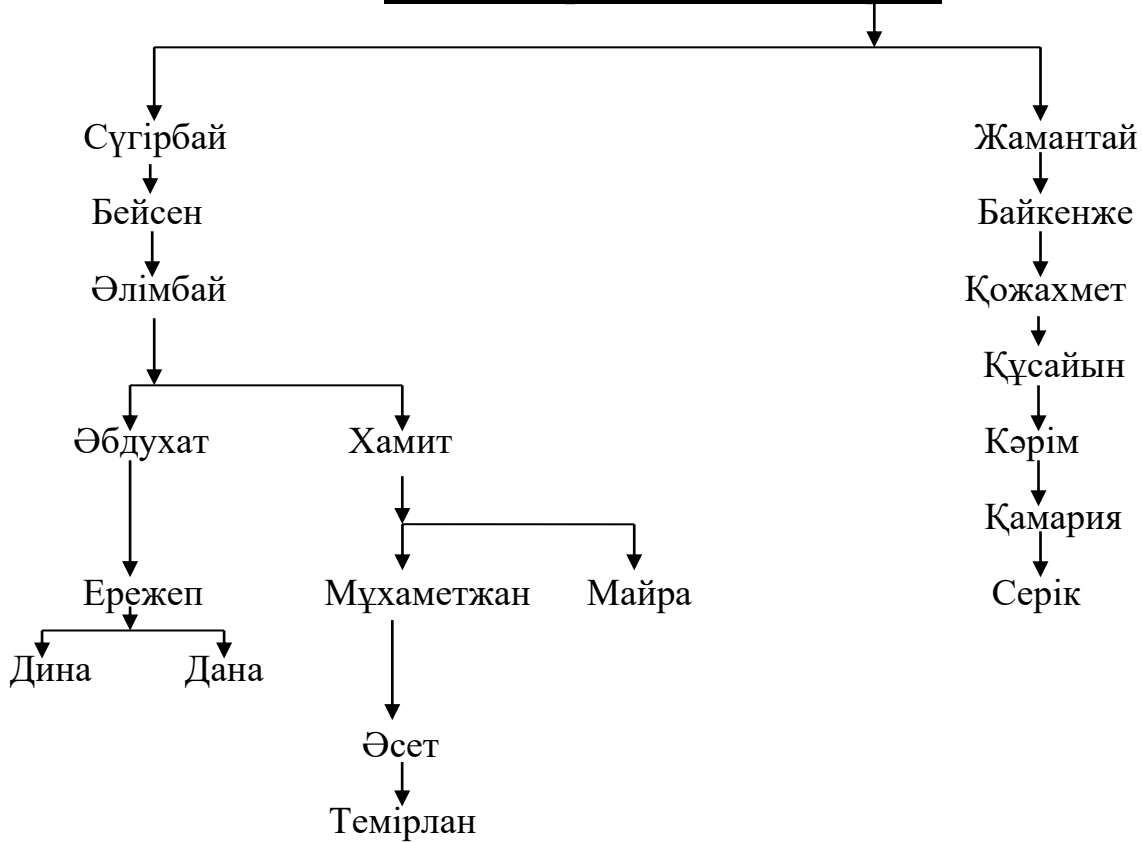 Сүгірбай Жамантай
Бейсен Байкенже
Әлімбай Қожахмет
Құсайын
Әбдухат Хамит Кәрім
Қамария
Ережеп Мұхаметжан Майра Серік
Дина Дана
Әсет
Темірлан